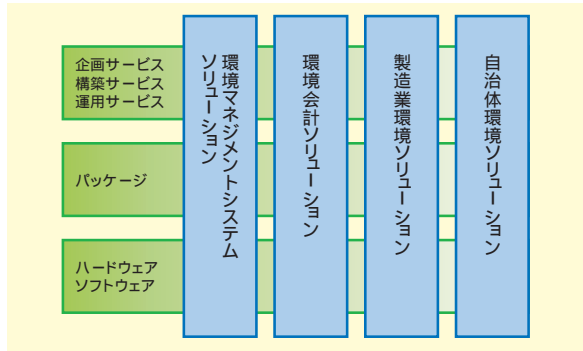 企画サービス
構築サービス
運用サービス
パッケージ
ハードウェア
ソフトウェア
環境マネジメントシステム
ソリューション
環境会計ソリューション
製造業環境ソリューション
自治体環境ソリューション